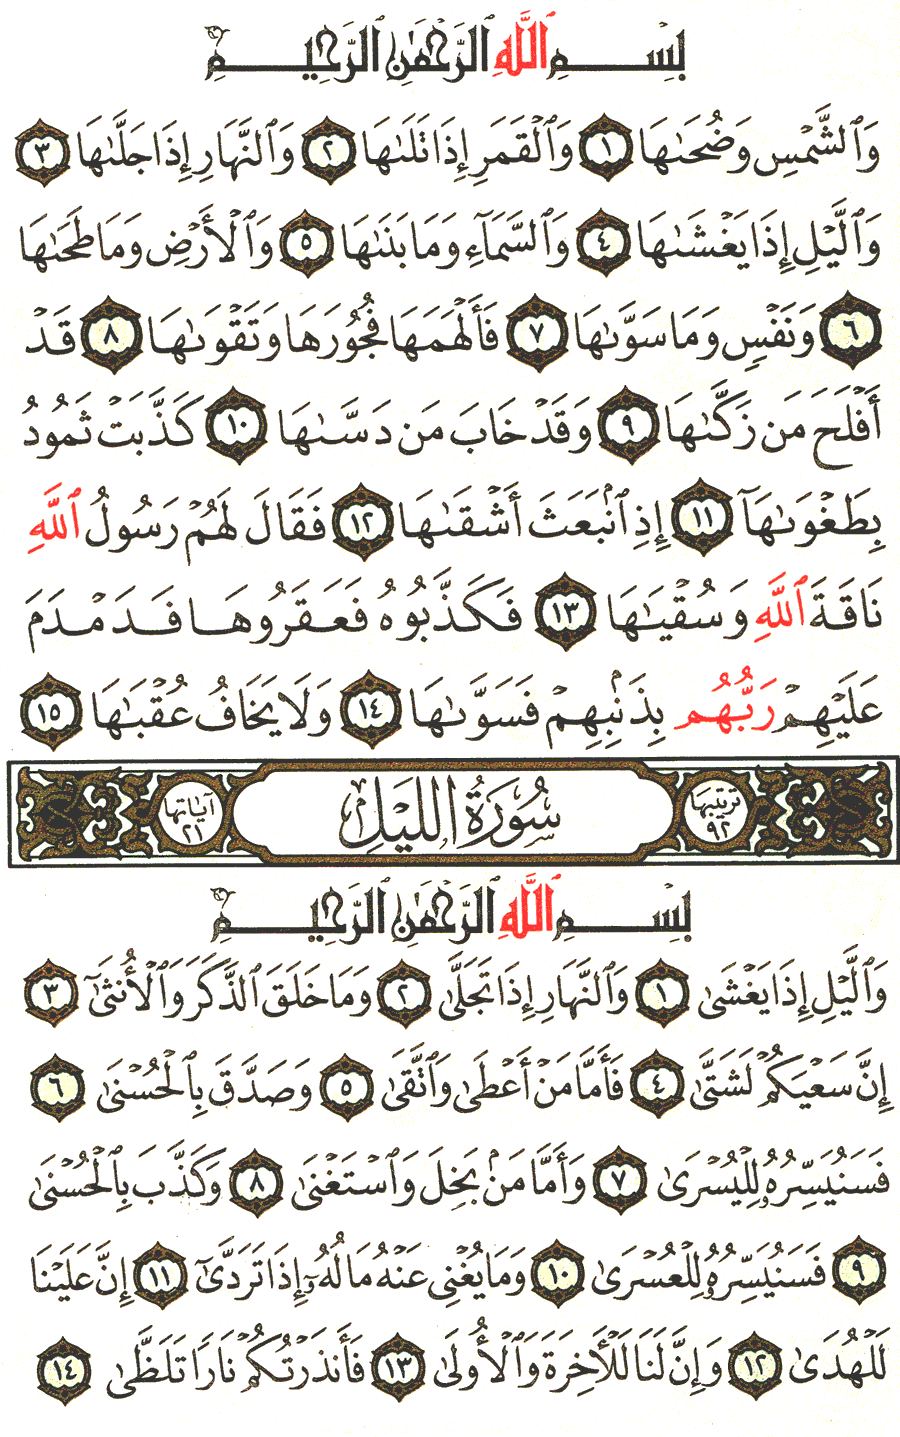 بِسْمِ ٱللَّهِ ٱلرَّحْمَٰنِ ٱلرَّحِيمِ
وَٱلشَّمْسِ وَضُحَىٰهَا ١ وَٱلْقَمَرِ إِذَا تَلَىٰهَا ٢ وَٱلنَّهَارِ إِذَا جَلَّىٰهَا ٣
وَٱلَّيْلِ إِذَا يَغْشَىٰهَا ٤ وَٱلسَّمَآءِ وَمَا بَنَىٰهَا ٥ وَٱلْأَرْضِ وَمَا طَحَىٰهَا
٦ وَنَفْسٍ وَمَا سَوَّىٰهَا ٧ فَأَلْهَمَهَا فُجُورَهَا وَتَقْوَىٰهَا ٨ قَدْ
أَفْلَحَ مَن زَكَّىٰهَا ٩ وَقَدْ خَابَ مَن دَسَّىٰهَا ١٠ كَذَّبَتْ ثَمُودُ
بِطَغْوَىٰهَآ ١١ إِذِ ٱنۢبَعَثَ أَشْقَىٰهَا ١٢ فَقَالَ لَهُمْ رَسُولُ ٱللَّهِ
نَاقَةَ ٱللَّهِ وَسُقْيَٰهَا ١٣ فَكَذَّبُوهُ فَعَقَرُوهَا فَدَمْدَمَ
عَلَيْهِمْ رَبُّهُم بِذَنۢبِهِمْ فَسَوَّىٰهَا ١٤ وَلَا يَخَافُ عُقْبَٰهَا ١٥
ترتيبها ٩٢ سُورَةُ اللَّيْلِ آياتها ٢١
بِسْمِ ٱللَّهِ ٱلرَّحْمَٰنِ ٱلرَّحِيمِ
وَٱلَّيْلِ إِذَا يَغْشَىٰ ١ وَٱلنَّهَارِ إِذَا تَجَلَّىٰ ٢ وَمَا خَلَقَ ٱلذَّكَرَ وَٱلْأُنثَىٰٓ ٣
إِنَّ سَعْيَكُمْ لَشَتَّىٰ ٤ فَأَمَّا مَنْ أَعْطَىٰ وَٱتَّقَىٰ ٥ وَصَدَّقَ بِٱلْحُسْنَىٰ ٦
فَسَنُيَسِّرُهُۥ لِلْيُسْرَىٰ ٧ وَأَمَّا مَنۢ بَخِلَ وَٱسْتَغْنَىٰ ٨ وَكَذَّبَ بِٱلْحُسْنَىٰ
٩ فَسَنُيَسِّرُهُۥ لِلْعُسْرَىٰ ١٠ وَمَا يُغْنِى عَنْهُ مَالُهُۥٓ إِذَا تَرَدَّىٰٓ ١١ إِنَّ عَلَيْنَا
لَلْهُدَىٰ ١٢ وَإِنَّ لَنَا لَلْأَخِرَةَ وَٱلْأُولَىٰ ١٣ فَأَنذَرْتُكُمْ نَارًا تَلَظَّىٰ ١٤